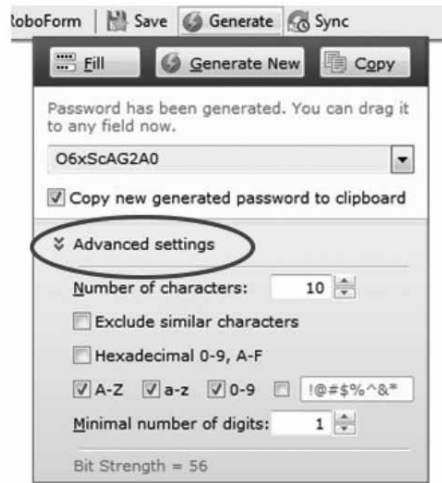 RoboForm Save Generate Sync
Fill Generate New Copy
Password has been generated. You can drag it
to any field now.
O6xScAG2A0
Copy new generated password to clipboard
Advanced settings
Number of characters: 10
Exclude similar characters
Hexadecimal 0-9, A-F
A-Z a-z 0-9 !@#$%^&*
Minimal number of digits: 1
Bit Strength = 56